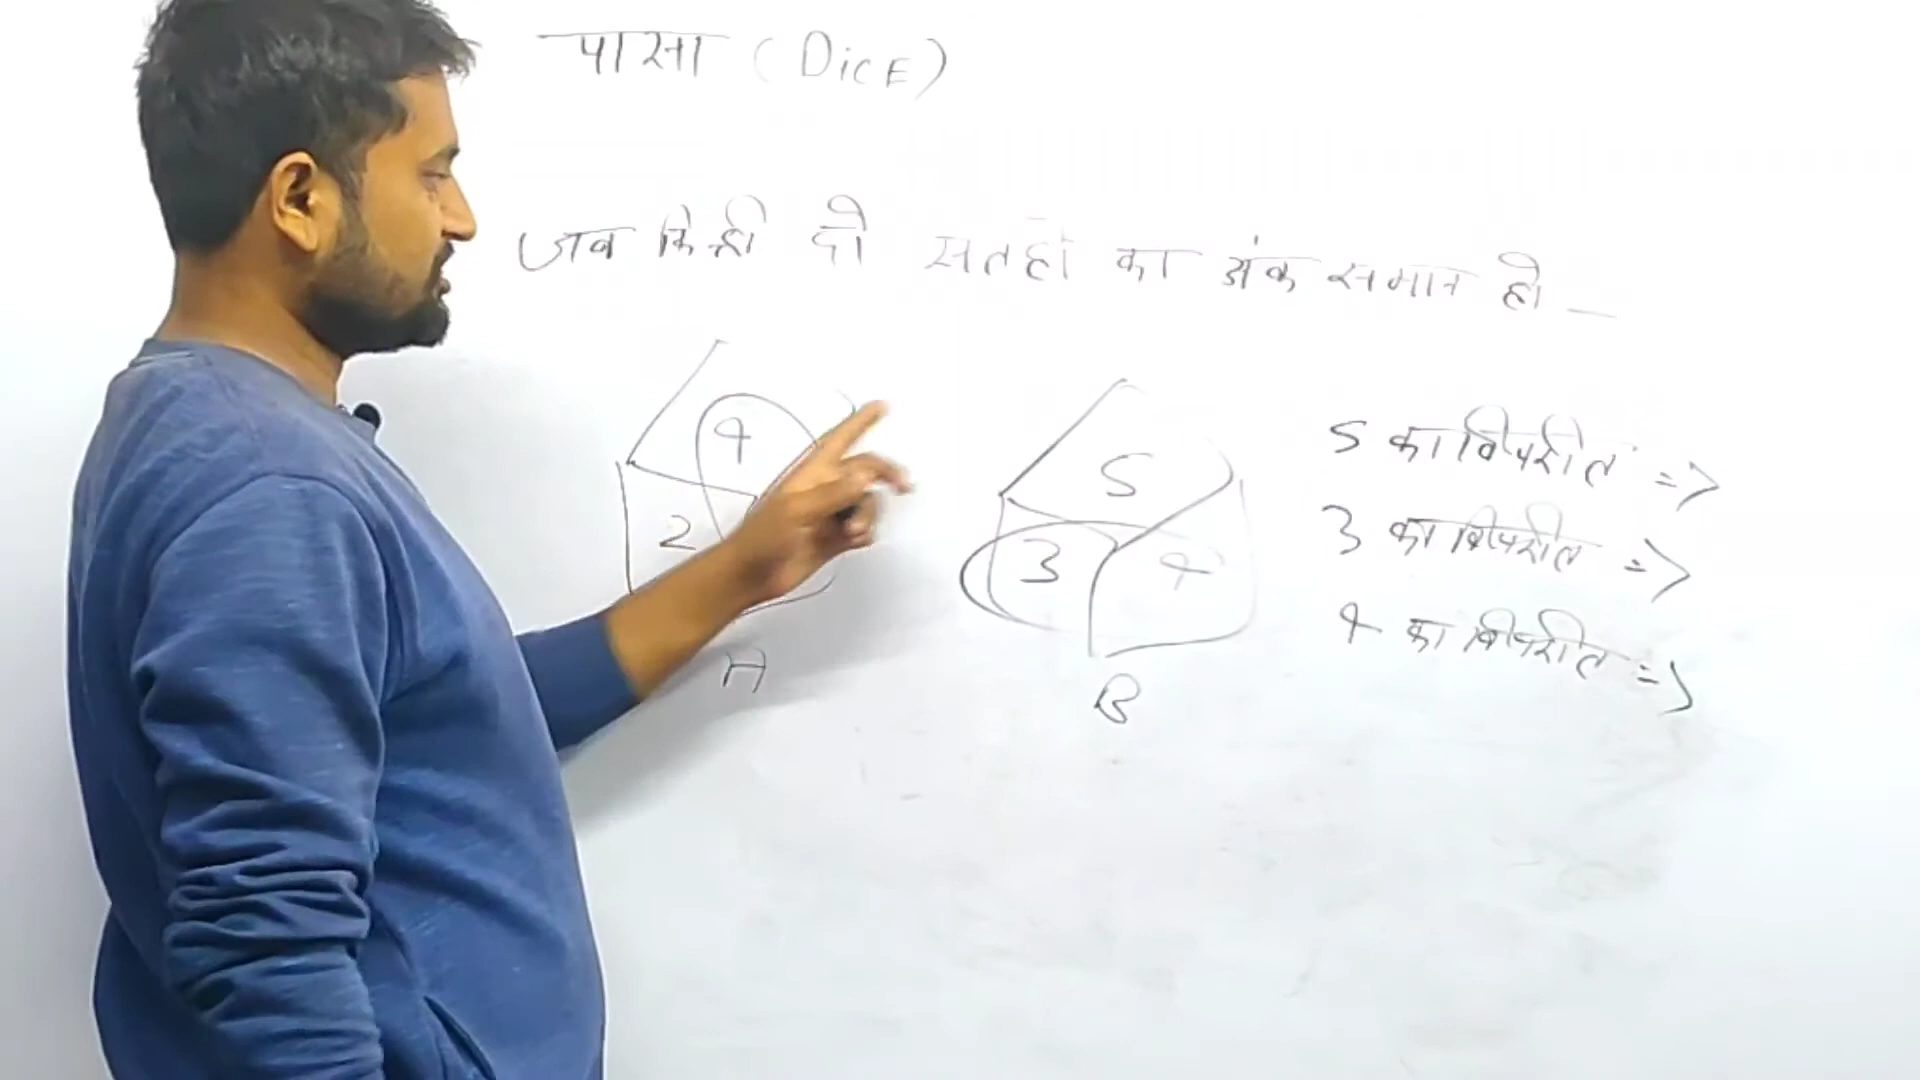 पासा (DicE)
जब किन्ही दो सतहों का अंक समान हो _
4
2
A
5
3
4
B
5 का विपरीत =>
3 का विपरीत =>
4 का विपरीत =>